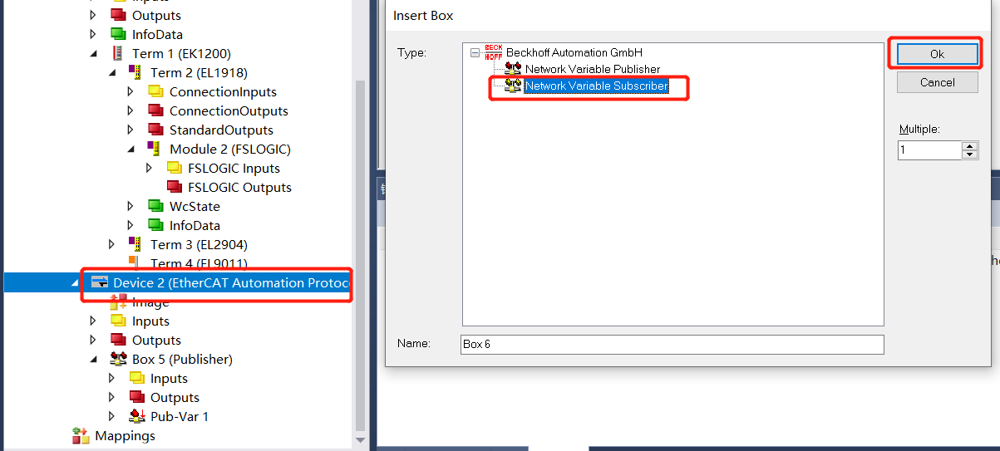 Outputs
InfoData
Term 1 (EK1200)
Term 2 (EL1918)
ConnectionInputs
ConnectionOutputs
StandardOutputs
Module 2 (FSLOGIC)
FSLOGIC Inputs
FSLOGIC Outputs
WcState
InfoData
Term 3 (EL2904)
Term 4 (EL9011)
Device 2 (EtherCAT Automation Protoc
Image
Inputs
Outputs
Box 5 (Publisher)
Inputs
Outputs
Pub-Var 1
Mappings
Insert Box
Type:
BECK
HOFF
Beckhoff Automation GmbH
Network Variable Publisher
Network Variable Subscriber
Ok
Cancel
Multiple:
1
Name:
Box 6